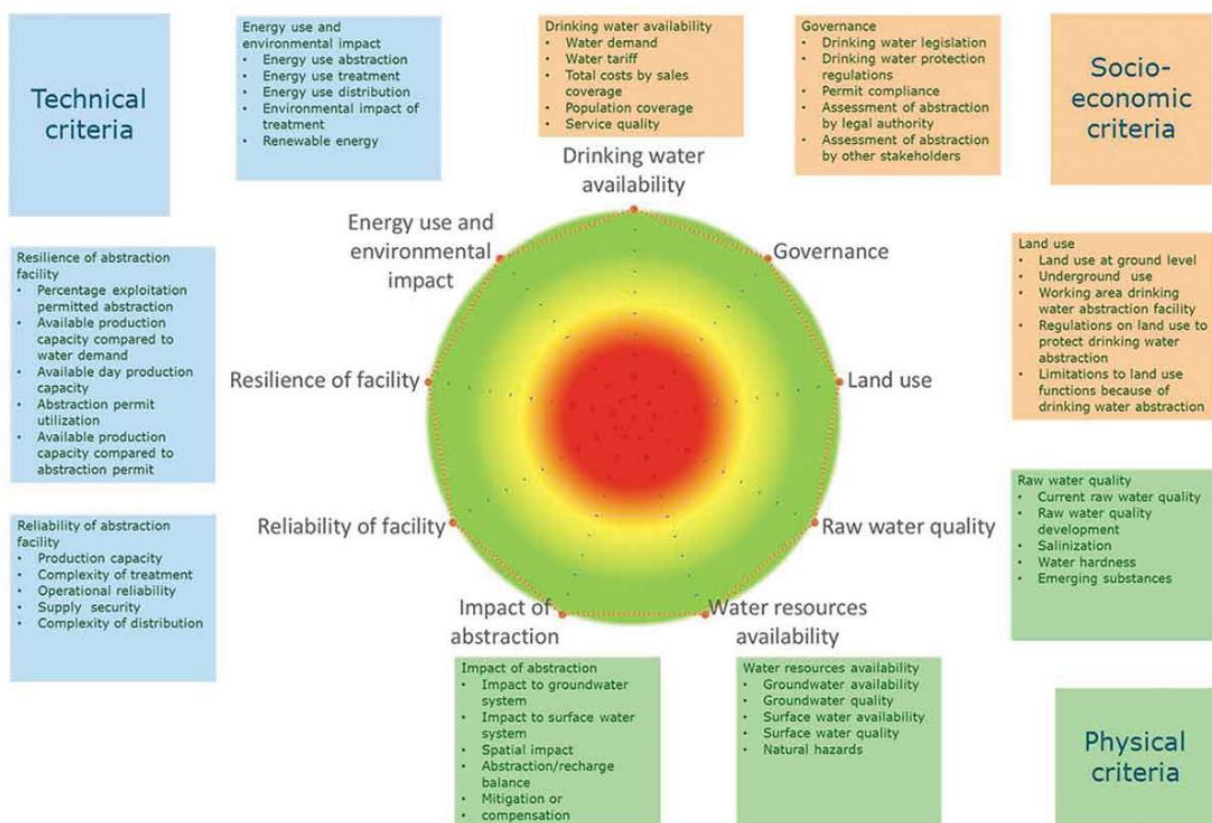 Technical
criteria
Energy use and
environmental impact
• Energy use abstraction
• Energy use treatment
• Energy use distribution
• Environmental impact of
treatment
• Renewable energy
Drinking water availability
• Water demand
• Water tariff
• Total costs by sales
coverage
• Population coverage
• Service quality
Governance
• Drinking water legislation
• Drinking water protection
regulations
• Permit compliance
• Assessment of abstraction
by legal authority
• Assessment of abstraction
by other stakeholders
Socio-
economic
criteria
Drinking water
availability
Energy use and
environmental
impact
Governance
Resilience of abstraction
facility
• Percentage exploitation
permitted abstraction
• Available production
capacity compared to
water demand
• Available day production
capacity
• Abstraction permit
utilization
• Available production
capacity compared to
abstraction permit
Resilience of facility
Land use
Land use
• Land use at ground level
• Underground use
• Working area drinking
water abstraction facility
• Regulations on land use to
protect drinking water
abstraction
• Limitations to land use
functions because of
drinking water abstraction
Reliability of abstraction
facility
• Production capacity
• Complexity of treatment
• Operational reliability
• Supply security
• Complexity of distribution
Reliability of facility
Raw water quality
Raw water quality
• Current raw water quality
• Raw water quality
development
• Salinization
• Water hardness
• Emerging substances
Impact of
abstraction
Water resources
availability
Impact of abstraction
• Impact to groundwater
system
• Impact to surface water
system
• Spatial impact
• Abstraction/recharge
balance
• Mitigation or
• compensation
Water resources availability
• Groundwater availability
• Groundwater quality
• Surface water availability
• Surface water quality
• Natural hazards
Physical
criteria